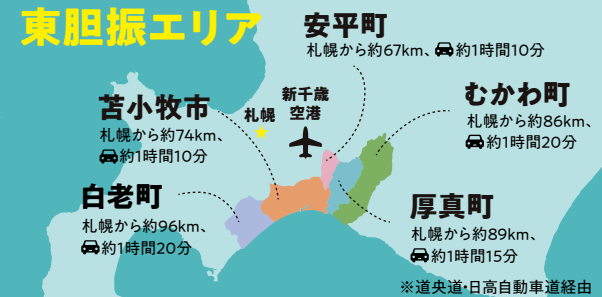 東胆振エリア
安平町
札幌から約67km、約1時間10分
むかわ町
札幌から約86km、
約1時間20分
新千歳
空港
札幌
苫小牧市
札幌から約74km、
約1時間10分
白老町
札幌から約96km、
約1時間20分
厚真町
札幌から約89km、
約1時間15分
※道央道・日高自動車道経由